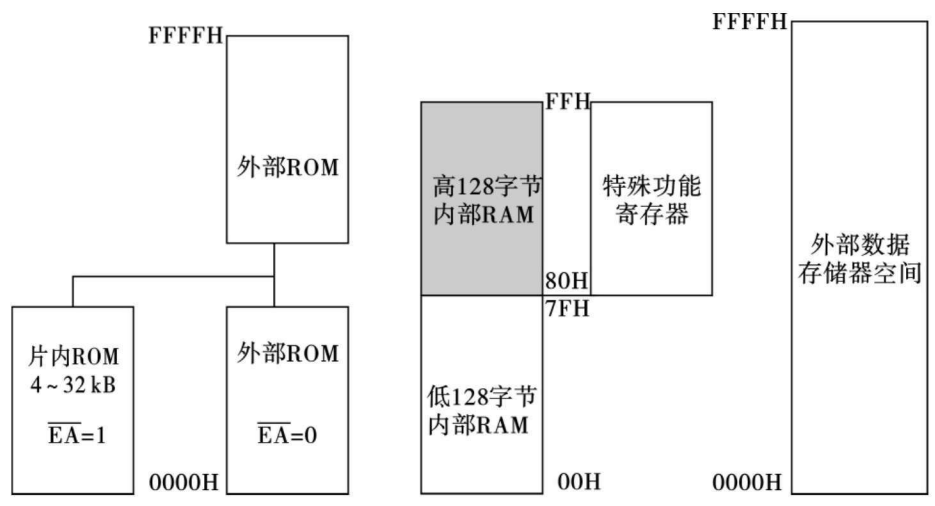 FFFFH
外部ROM
片内ROM
4~32 kB
EA=1
外部ROM
EA=0
0000H
FFH
高128字节
内部RAM
特殊功能
寄存器
80H
7FH
低128字节
内部RAM
00H
FFFFH
外部数据
存储器空间
0000H